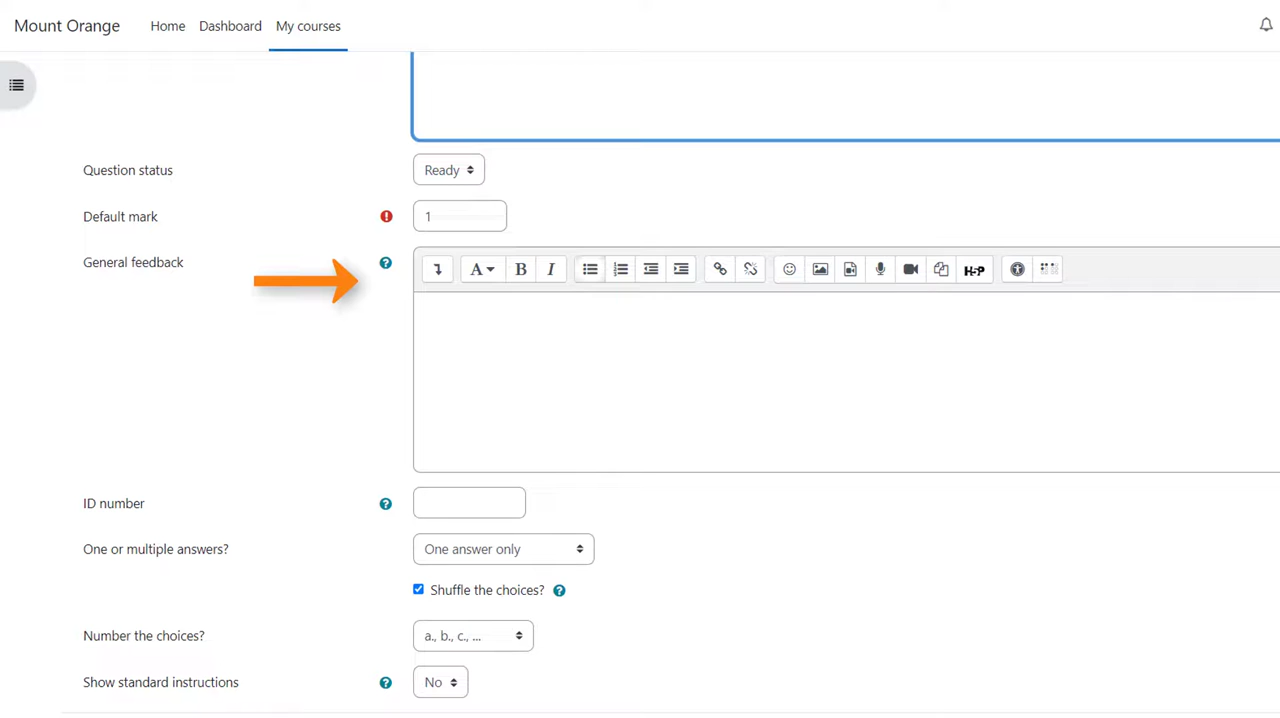 Mount Orange Home Dashboard My courses
Question status Ready
Default mark 1
General feedback A B I H5P
ID number
One or multiple answers? One answer only
Shuffle the choices?
Number the choices? a., b., c., ...
Show standard instructions No